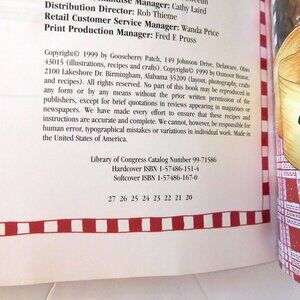 Manager: Cathy Laird
Distribution Director: Rob Thieme
Retail Customer Service Manager: Wanda Price
Print Production Manager: Fred F. Pruss
Copyright© 1999 by Gooseberry Patch, 149 Johnson Drive, Delaware, Ohio
43015 (illustrations, recipes and crafts). Copyright© 1999 by Oxmoor House,
2100 Lakeshore Dr. Birmingham, Alabama 35209 (layout, photography,
etc). All rights reserved. No part of this book may be reproduced in
any form or by any means without the prior written permission of the
publishers, except for brief quotations in reviews appearing in magazines or
newspapers. We have made every effort to ensure that these recipes and
instructions are accurate and complete. We cannot, however, be responsible for
human error, typographical mistakes or variations in individual work. Made in
the United States of America.
Library of Congress Catalog Number 99-71586
Hardcover ISBN 1-57486-151-4
Softcover ISBN 1-57486-167-0
27 26 25 24 23 22 21 20